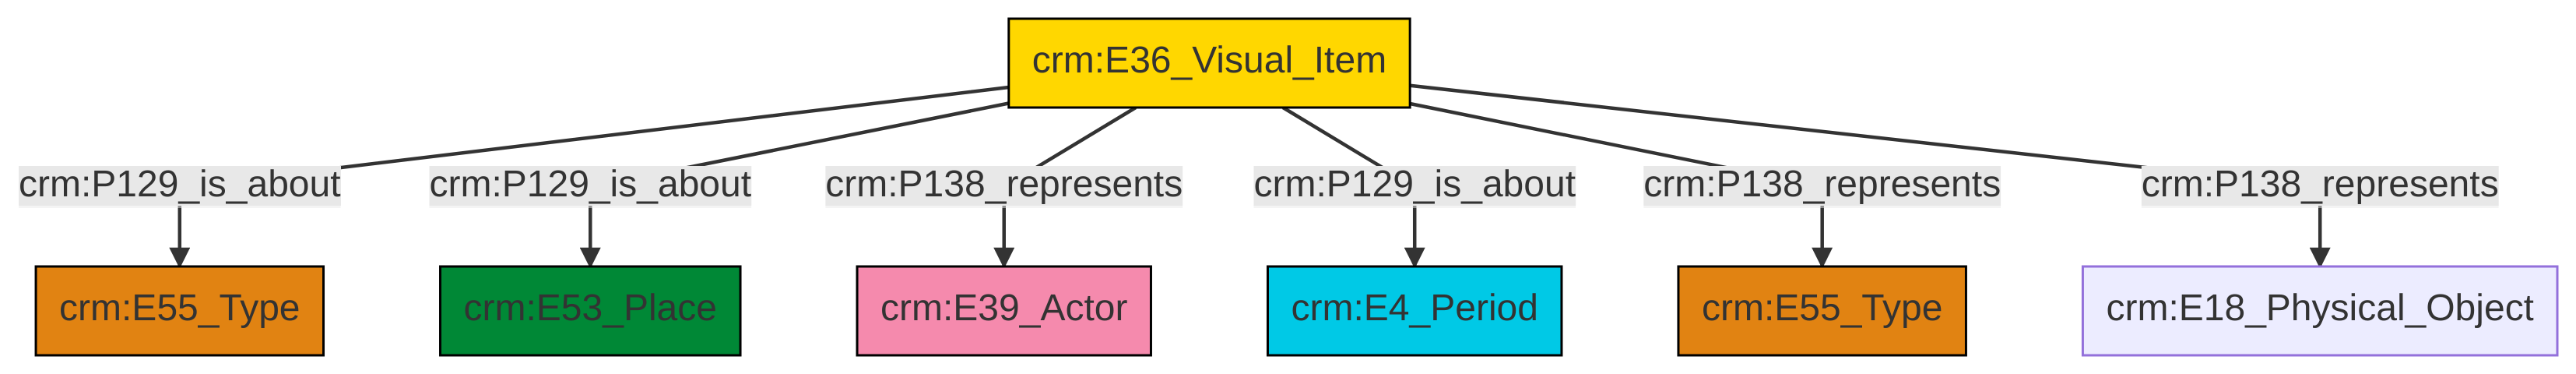 crm:E36_Visual_Item
crm:P129_is_about
crm:P129_is_about
crm:P138_represents
crm:P129_is_about
crm:P138_represents
crm:P138_represents
crm:E55_Type
crm:E53_Place
crm:E39_Actor
crm:E4_Period
crm:E55_Type
crm:E18_Physical_Object